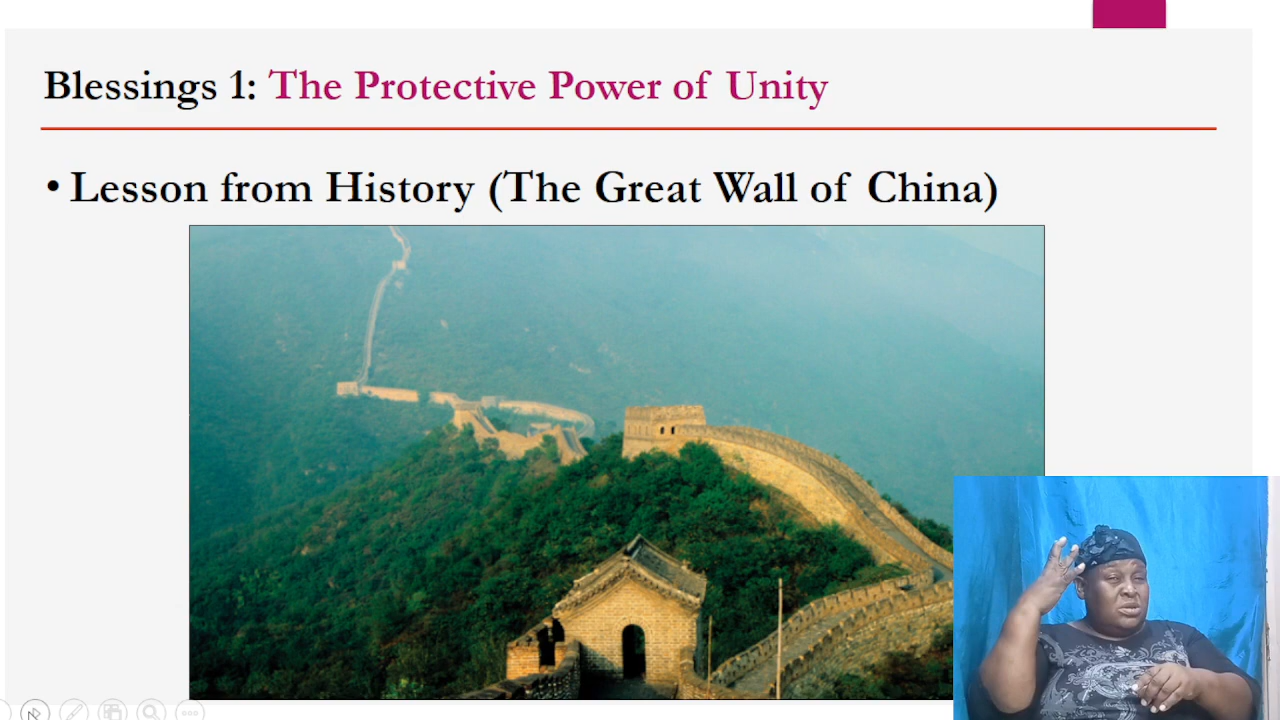 Blessings 1: The Protective Power of Unity
• Lesson from History (The Great Wall of China)